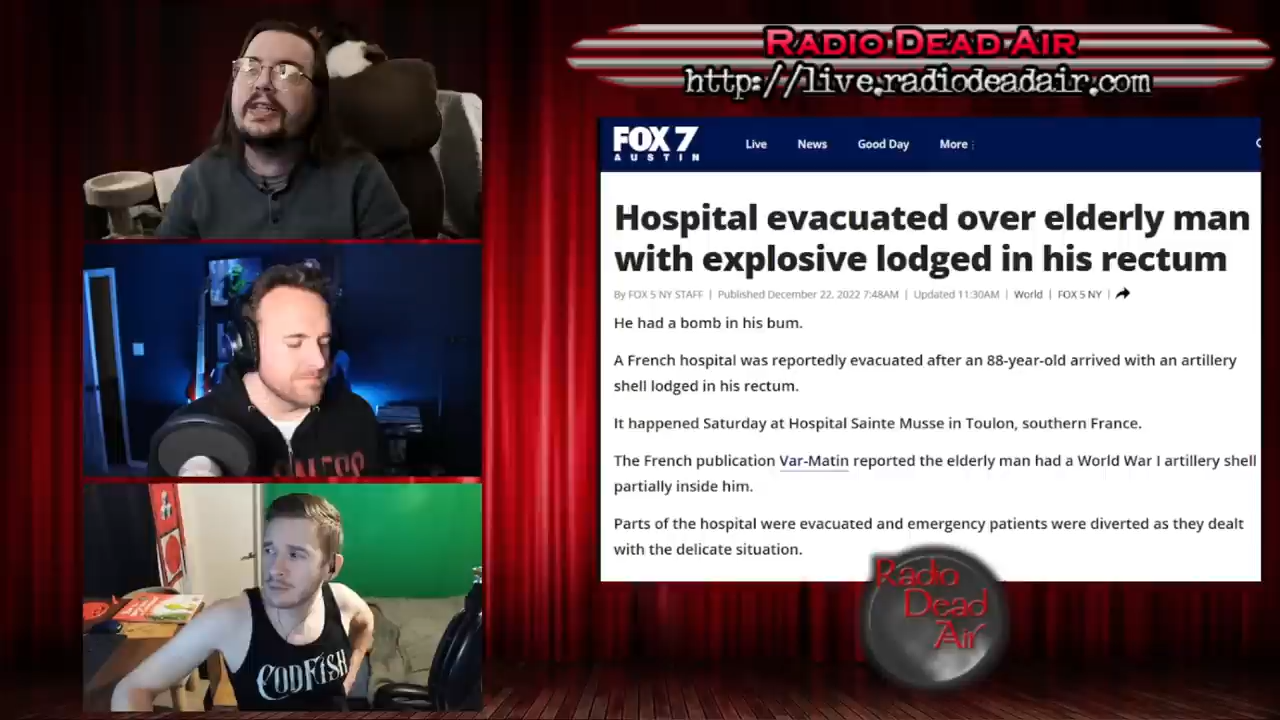 RADIO DEAD AIR
http://live.radiodeadair.com
FOX 7
AUSTIN
Live News Good Day More
Hospital evacuated over elderly man
with explosive lodged in his rectum
By FOX 5 NY STAFF | Published December 22, 2022 7:48AM | Updated 11:30AM | World | FOX 5 NY |
He had a bomb in his bum.
A French hospital was reportedly evacuated after an 88-year-old arrived with an artillery
shell lodged in his rectum.
It happened Saturday at Hospital Sainte Musse in Toulon, southern France.
The French publication Var-Matin reported the elderly man had a World War I artillery shell
partially inside him.
Parts of the hospital were evacuated and emergency patients were diverted as they dealt
with the delicate situation.
Radio
Dead
Air
CODFISH